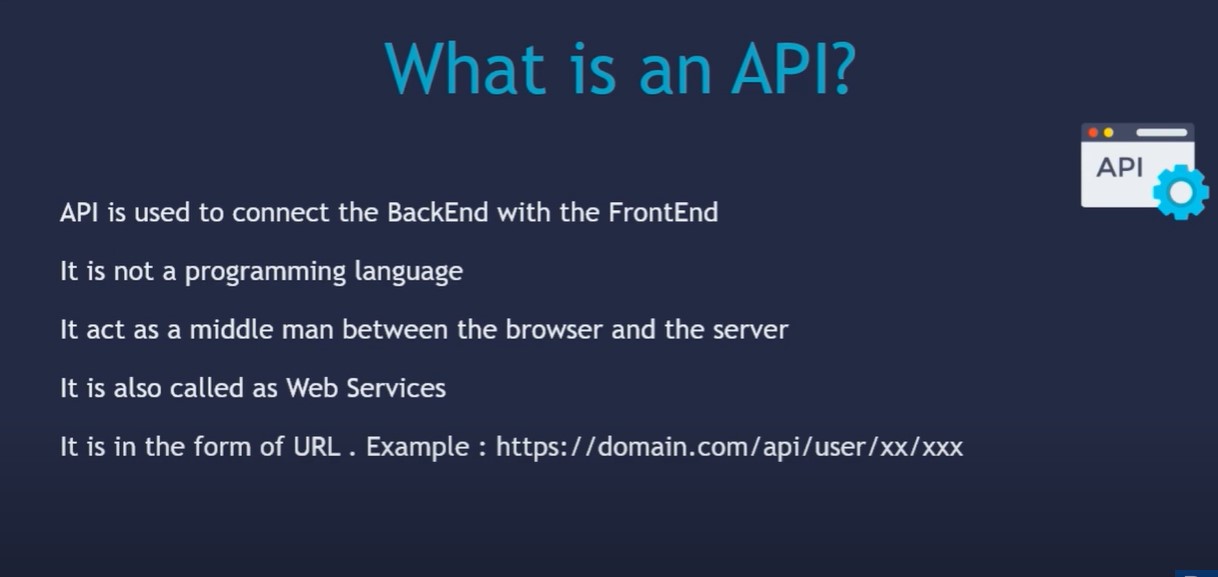 What is an API?
API
API is used to connect the BackEnd with the FrontEnd
It is not a programming language
It act as a middle man between the browser and the server
It is also called as Web Services
It is in the form of URL . Example : https://domain.com/api/user/xx/xxx